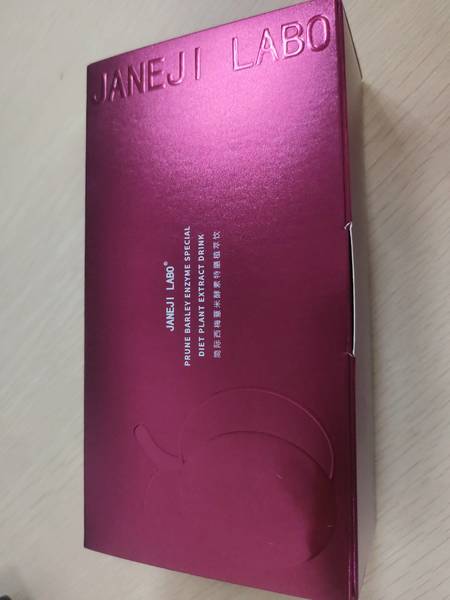 JANEJI LABO
JANEJI LABO®
PRUNE BARLEY ENZYME SPECIAL
DIET PLANT EXTRACT DRINK
简际西梅薏米酵素特膳植萃饮